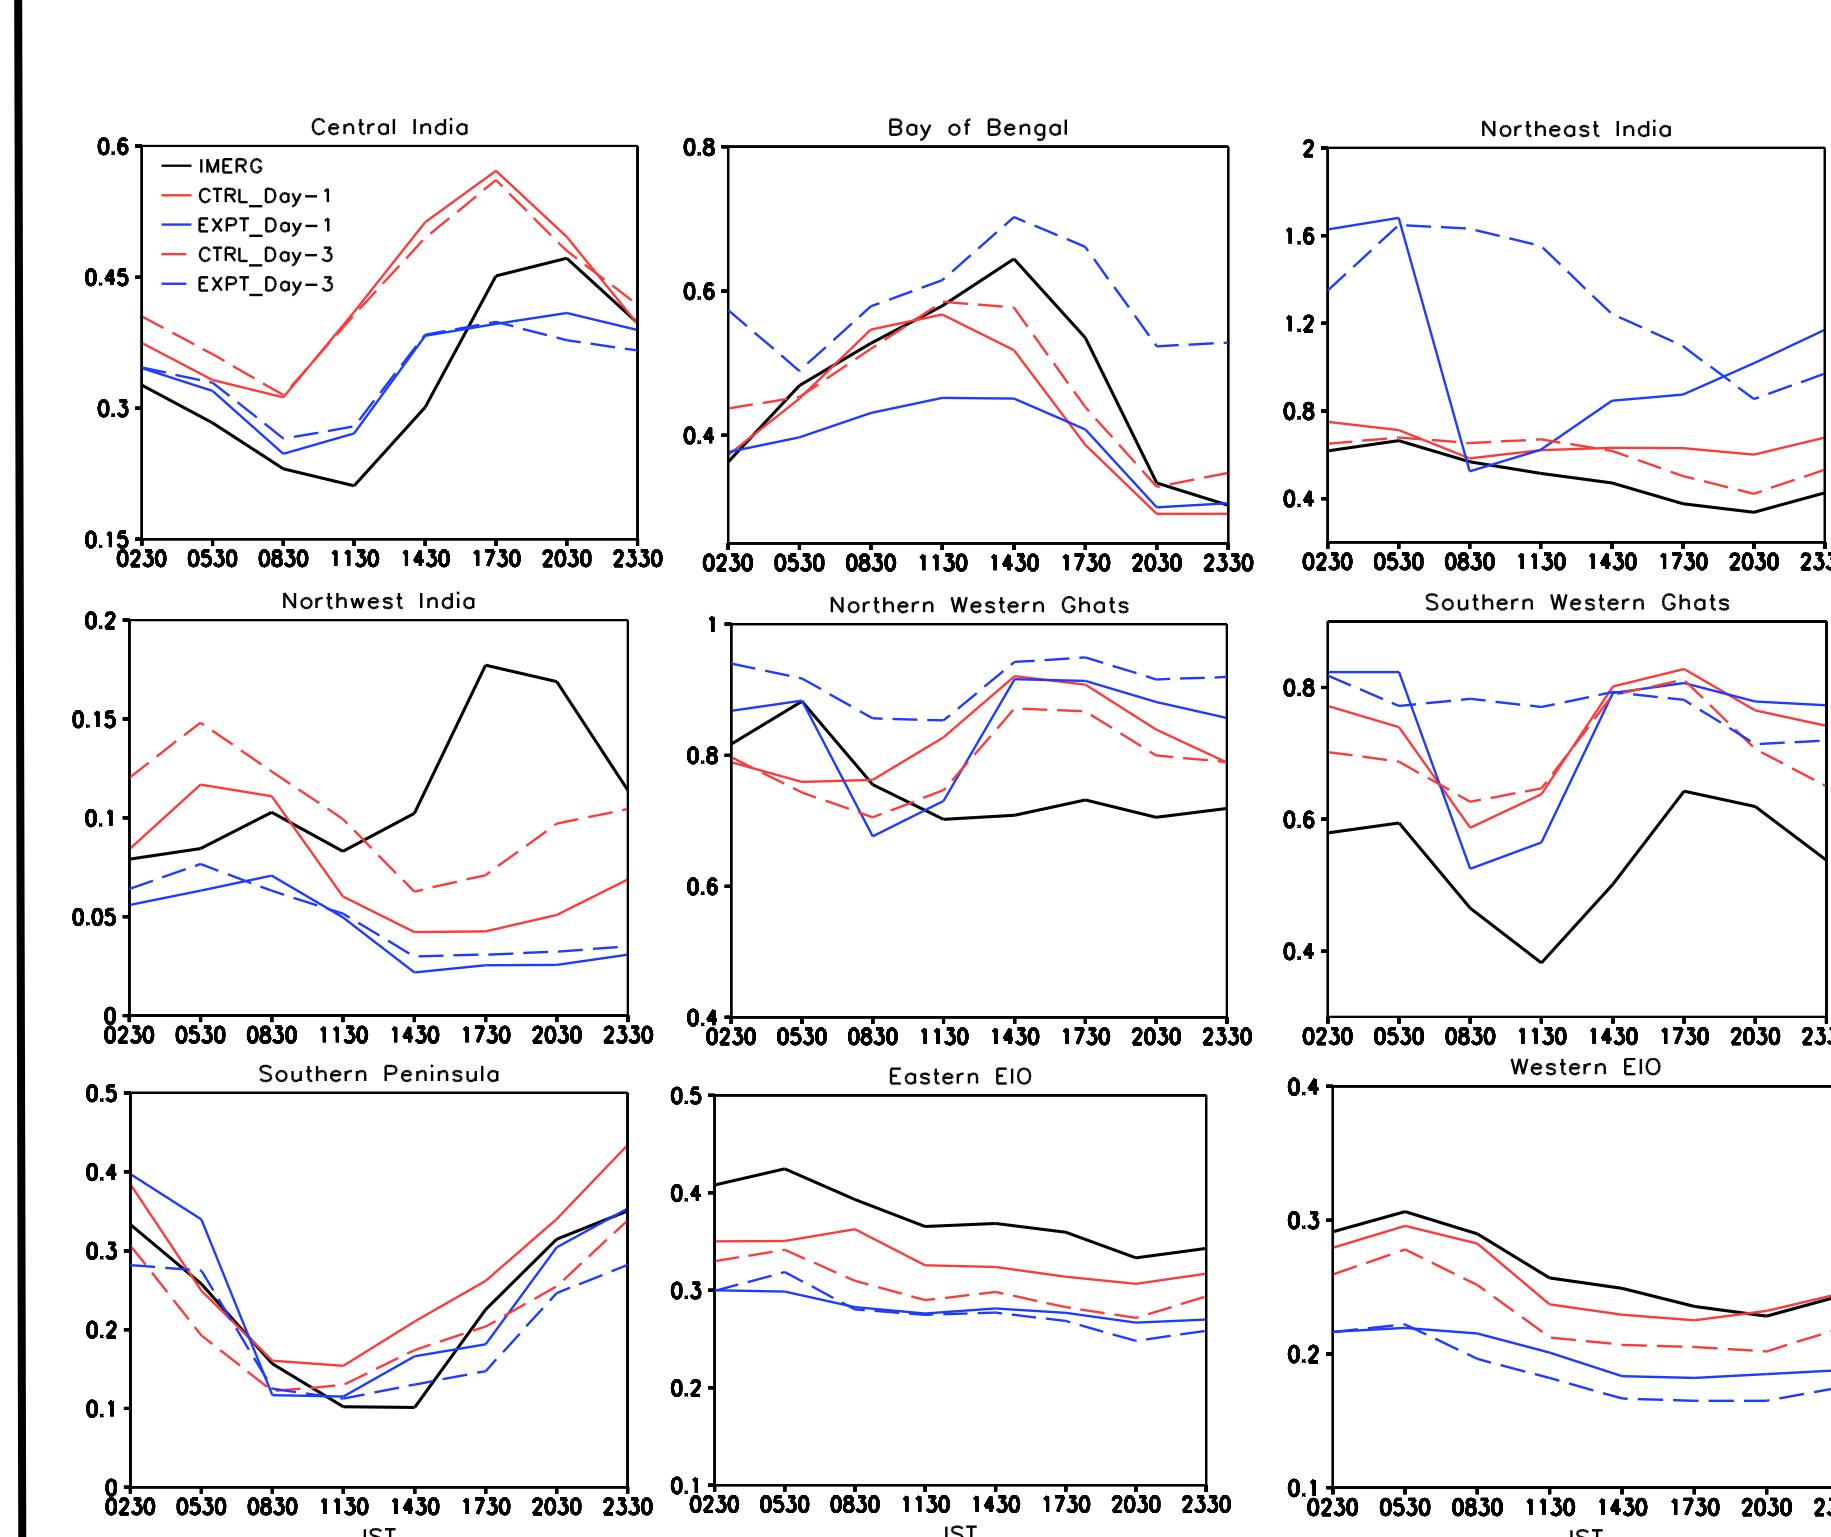 Central India
0.6
0.45
0.3
0.15
IMERG
CTRL_Day-1
EXPT_Day-1
CTRL_Day-3
EXPT_Day-3
0230 0530 0830 1130 1430 1730 2030 2330
Bay of Bengal
0.8
0.6
0.4
0230 0530 0830 1130 1430 1730 2030 2330
Northeast India
2
1.6
1.2
0.8
0.4
0230 0530 0830 1130 1430 1730 2030
Northwest India
0.2
0.15
0.1
0.05
0
0230 0530 0830 1130 1430 1730 2030 2330
Northern Western Ghats
1
0.8
0.6
0.4
0230 0530 0830 1130 1430 1730 2030 2330
Southern Western Ghats
0.8
0.6
0.4
0230 0530 0830 1130 1430 1730 2030
Southern Peninsula
0.5
0.4
0.3
0.2
0.1
0
0230 0530 0830 1130 1430 1730 2030 2330
IST
Eastern EIO
0.5
0.4
0.3
0.2
0.1
0230 0530 0830 1130 1430 1730 2030 2330
IST
Western EIO
0.4
0.3
0.2
0.1
0230 0530 0830 1130 1430 1730 2030
IST